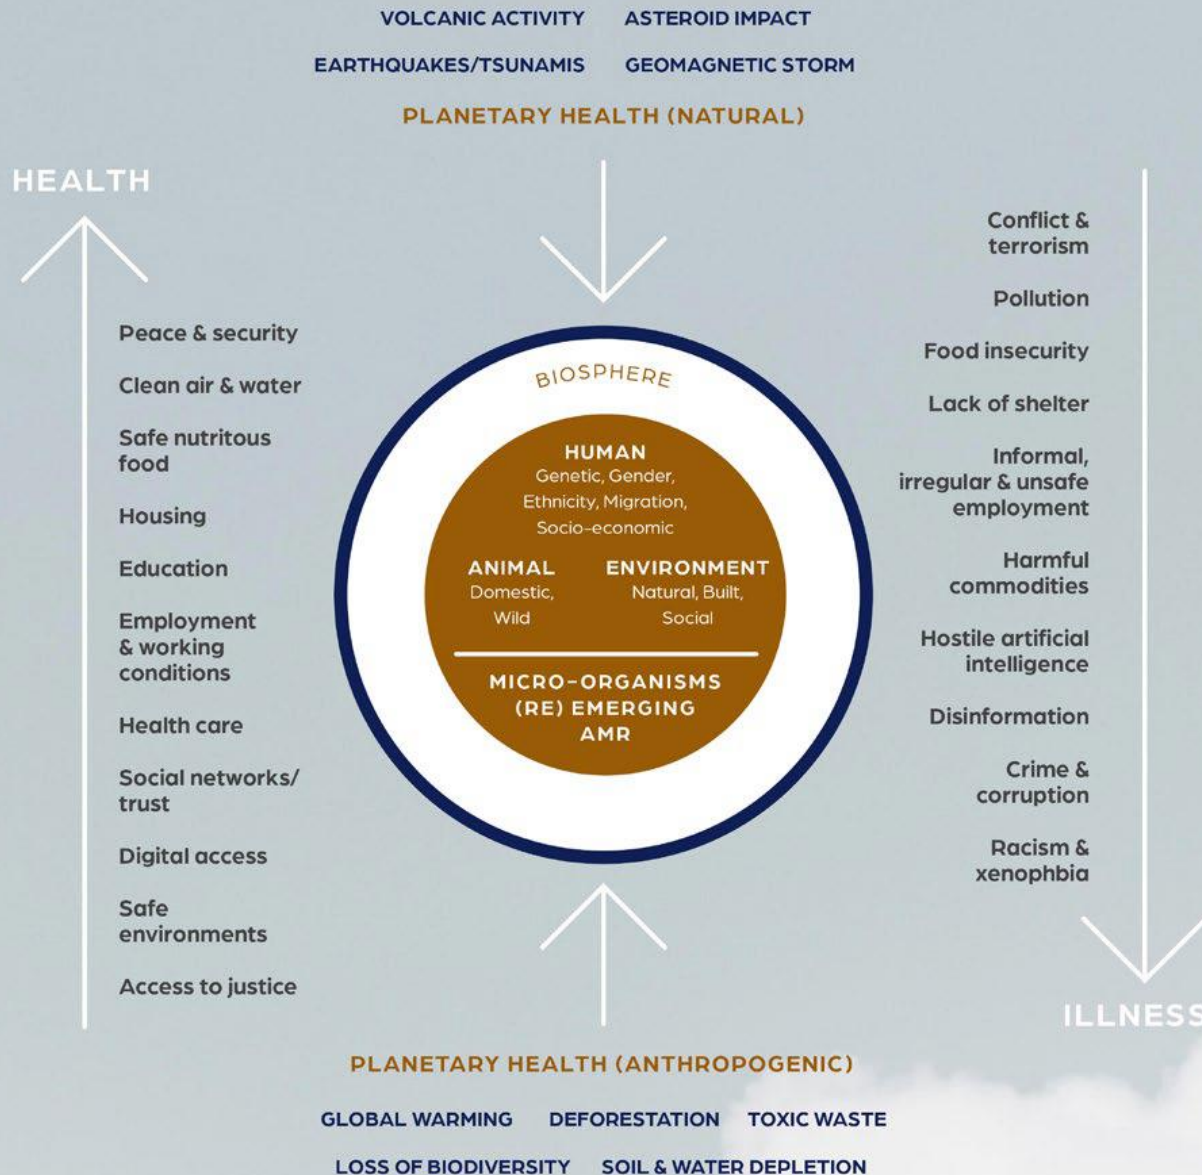 VOLCANIC ACTIVITY ASTEROID IMPACT
EARTHQUAKES/TSUNAMIS GEOMAGNETIC STORM
PLANETARY HEALTH (NATURAL)
HEALTH
Peace & security
Clean air & water
Safe nutritous
food
Housing
Education
Employment
& working
conditions
Health care
Social networks/
trust
Digital access
Safe
environments
Access to justice
BIOSPHERE
HUMAN
Genetic, Gender,
Ethnicity, Migration,
Socio-economic
ANIMAL
Domestic,
Wild
ENVIRONMENT
Natural, Built,
Social
MICRO-ORGANISMS
(RE) EMERGING
AMR
Conflict &
terrorism
Pollution
Food insecurity
Lack of shelter
Informal,
irregular & unsafe
employment
Harmful
commodities
Hostile artificial
intelligence
Disinformation
Crime &
corruption
Racism &
xenophbia
ILLNESS
PLANETARY HEALTH (ANTHROPOGENIC)
GLOBAL WARMING DEFORESTATION TOXIC WASTE
LOSS OF BIODIVERSITY SOIL & WATER DEPLETION